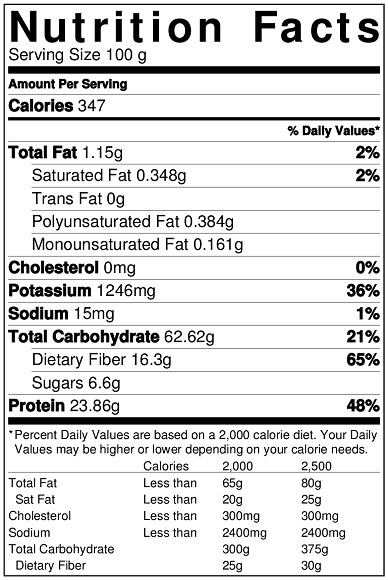 Nutrition Facts
Serving Size 100 g
Amount Per Serving
Calories 347
% Daily Values*
Total Fat 1.15g 2%
Saturated Fat 0.348g 2%
Trans Fat 0g
Polyunsaturated Fat 0.384g
Monounsaturated Fat 0.161g
Cholesterol 0mg 0%
Potassium 1246mg 36%
Sodium 15mg 1%
Total Carbohydrate 62.62g 21%
Dietary Fiber 16.3g 65%
Sugars 6.6g
Protein 23.86g 48%
*Percent Daily Values are based on a 2,000 calorie diet. Your Daily
Values may be higher or lower depending on your calorie needs.
Calories 2,000 2,500
Total Fat Less than 65g 80g
Sat Fat Less than 20g 25g
Cholesterol Less than 300mg 300mg
Sodium Less than 2400mg 2400mg
Total Carbohydrate 300g 375g
Dietary Fiber 25g 30g